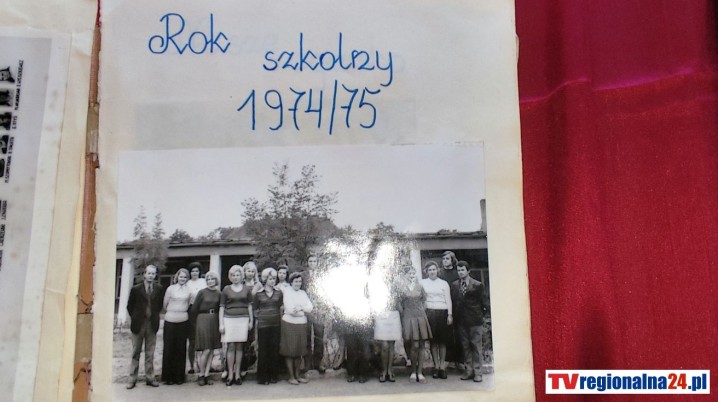 Rok szkolny
1974/75
TVregionalna24.pl